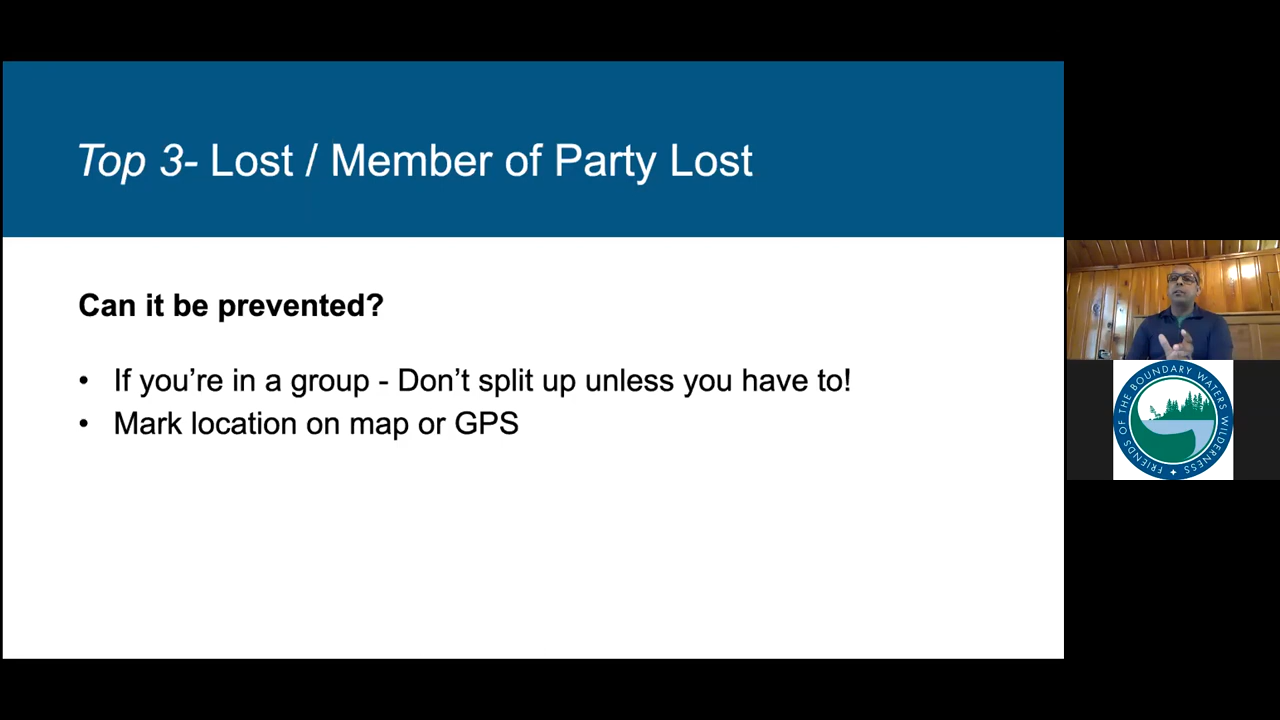 Top 3- Lost / Member of Party Lost
Can it be prevented?
• If you’re in a group - Don’t split up unless you have to!
• Mark location on map or GPS
FRIENDS OF THE BOUNDARY WATERS WILDERNESS